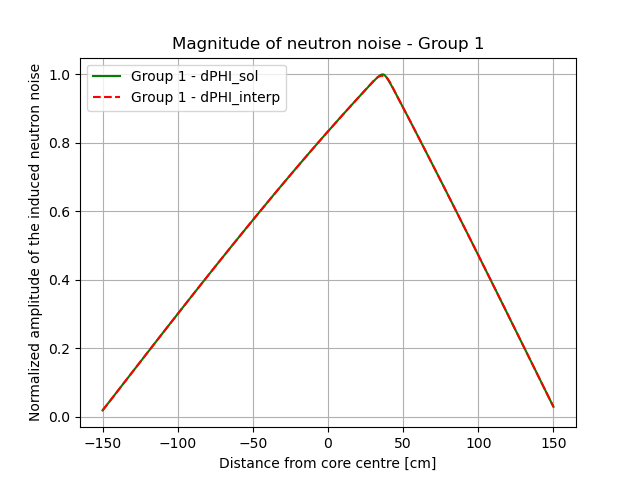 Magnitude of neutron noise - Group 1
Group 1 - dPHI_sol
Group 1 - dPHI_interp
Normalized amplitude of the induced neutron noise
1.0
0.8
0.6
0.4
0.2
0.0
−150 −100 −50 0 50 100 150
Distance from core centre [cm]